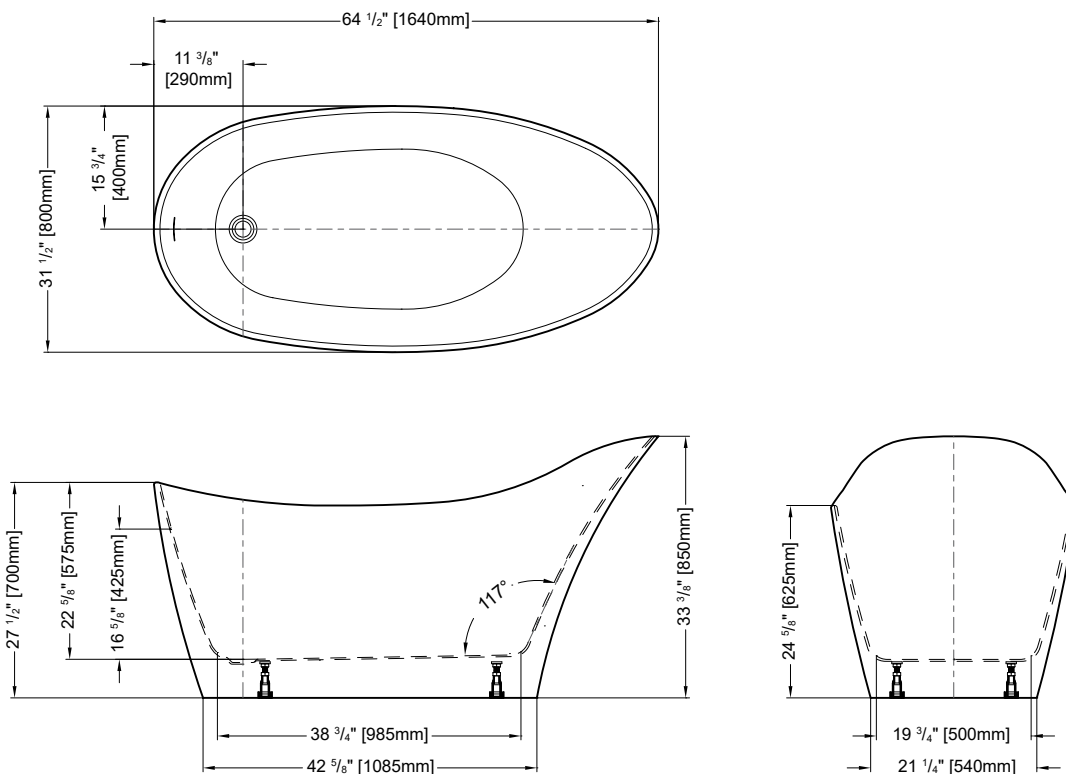 64 1/2" [1640mm]
11 3/8"
[290mm]
15 3/4"
[400mm]
31 1/2" [800mm]
27 1/2" [700mm]
22 5/8" [575mm]
16 5/8" [425mm]
117°
33 3/8" [850mm]
24 5/8" [625mm]
38 3/4" [985mm]
42 5/8" [1085mm]
19 3/4" [500mm]
21 1/4" [540mm]